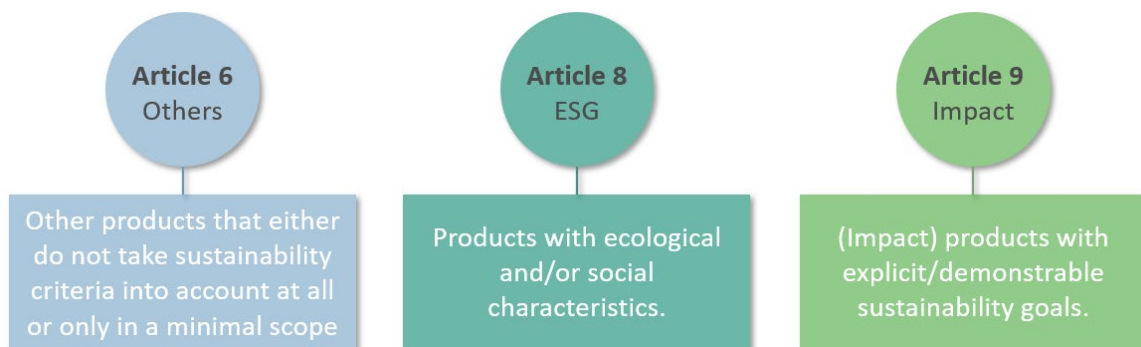 Article 6
Others
Article 8
ESG
Article 9
Impact
Other products that either
do not take sustainability
criteria into account at all
or only in a minimal scope
Products with ecological
and/or social
characteristics.
(Impact) products with
explicit/demonstrable
sustainability goals.